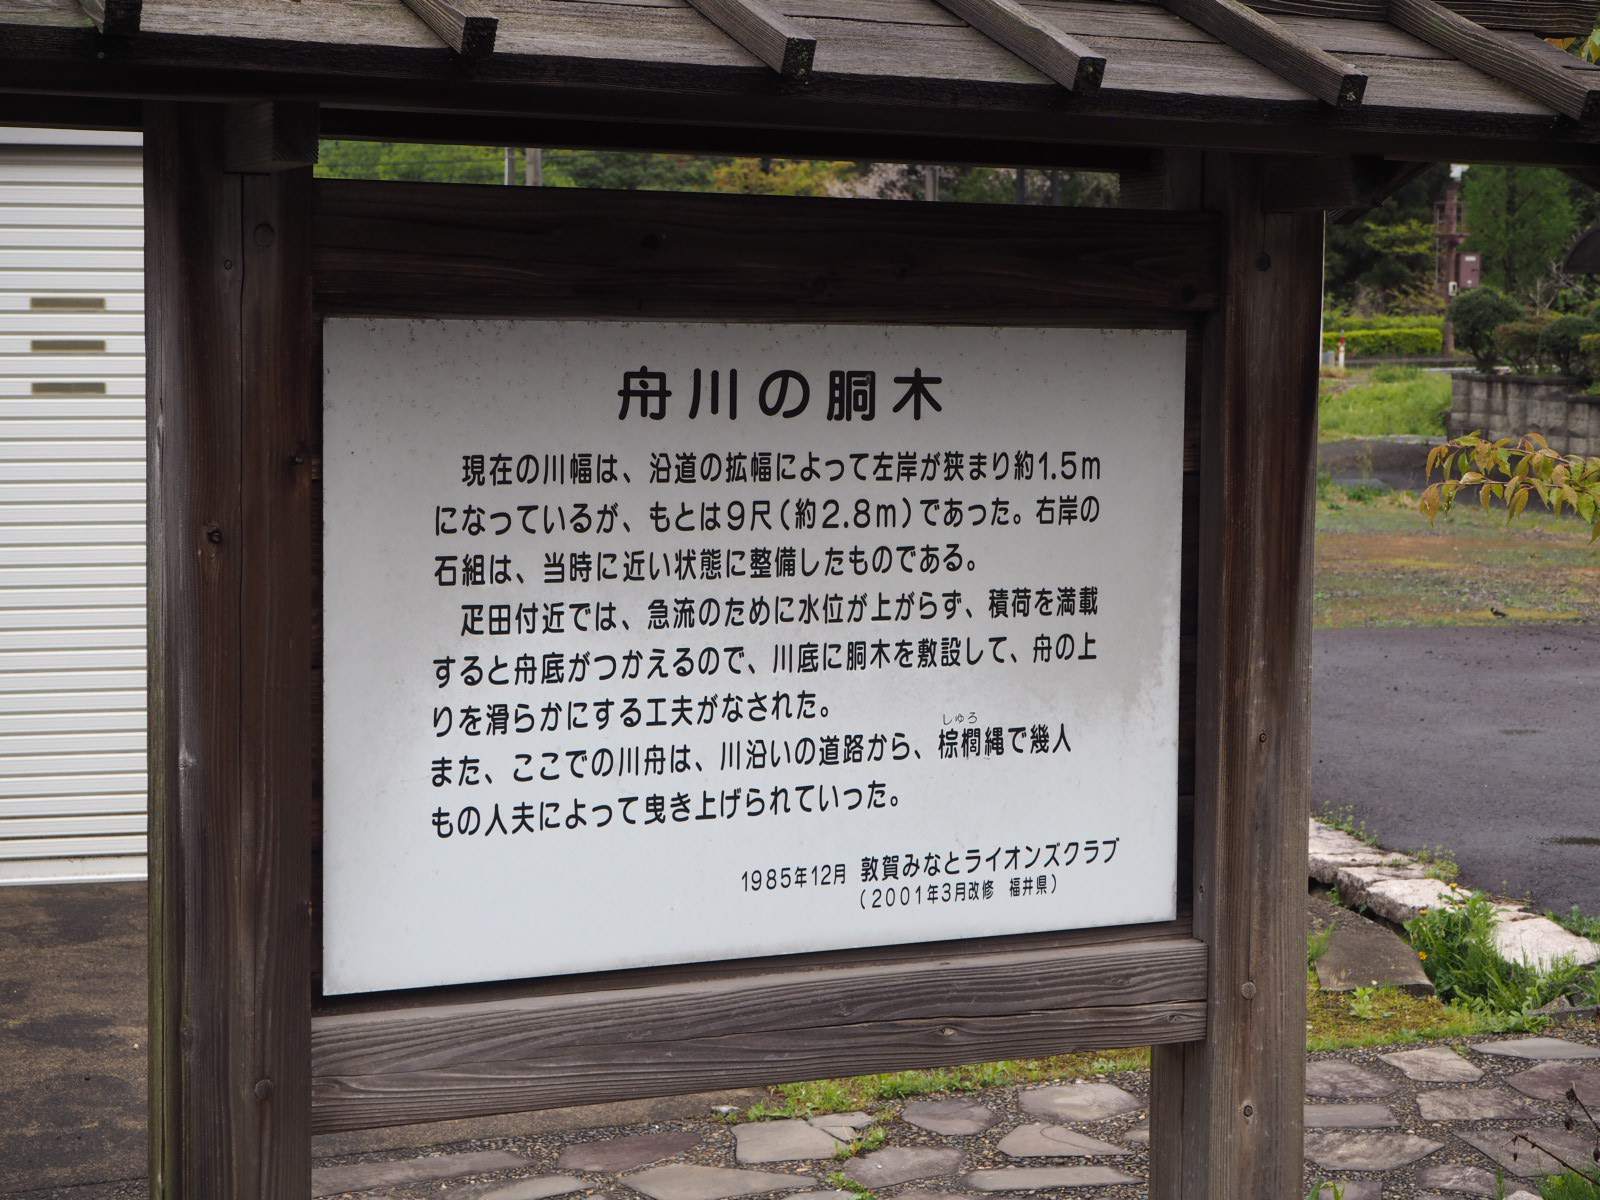 舟川の胴木
現在の川幅は、沿道の拡幅によって左岸が狭まり約1.5m
になっているが、もとは9尺(約2.8m)であった。右岸の
石組は、当時に近い状態に整備したものである。
疋田付近では、急流のために水位が上がらず、積荷を満載
すると舟底がつかえるので、川底に胴木を敷設して、舟の上
りを滑らかにする工夫がなされた。
しゅろ
また、ここでの川舟は、川沿いの道路から、棕櫚縄で幾人
もの人夫によって曳き上げられていった。
1985年12月 敦賀みなとライオンズクラブ
(2001年3月改修 福井県)